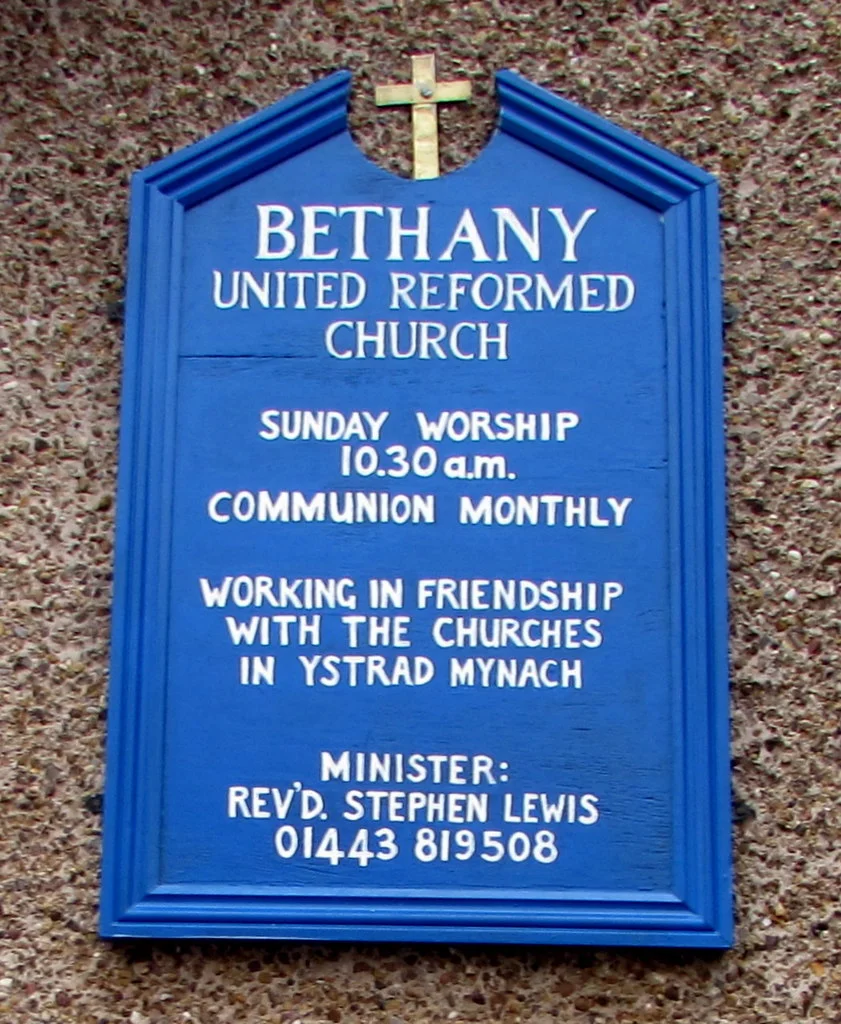 BETHANY
UNITED REFORMED
CHURCH
SUNDAY WORSHIP
10.30 a.m.
COMMUNION MONTHLY
WORKING IN FRIENDSHIP
WITH THE CHURCHES
IN YSTRAD MYNACH
MINISTER:
REV'D. STEPHEN LEWIS
01443 819508